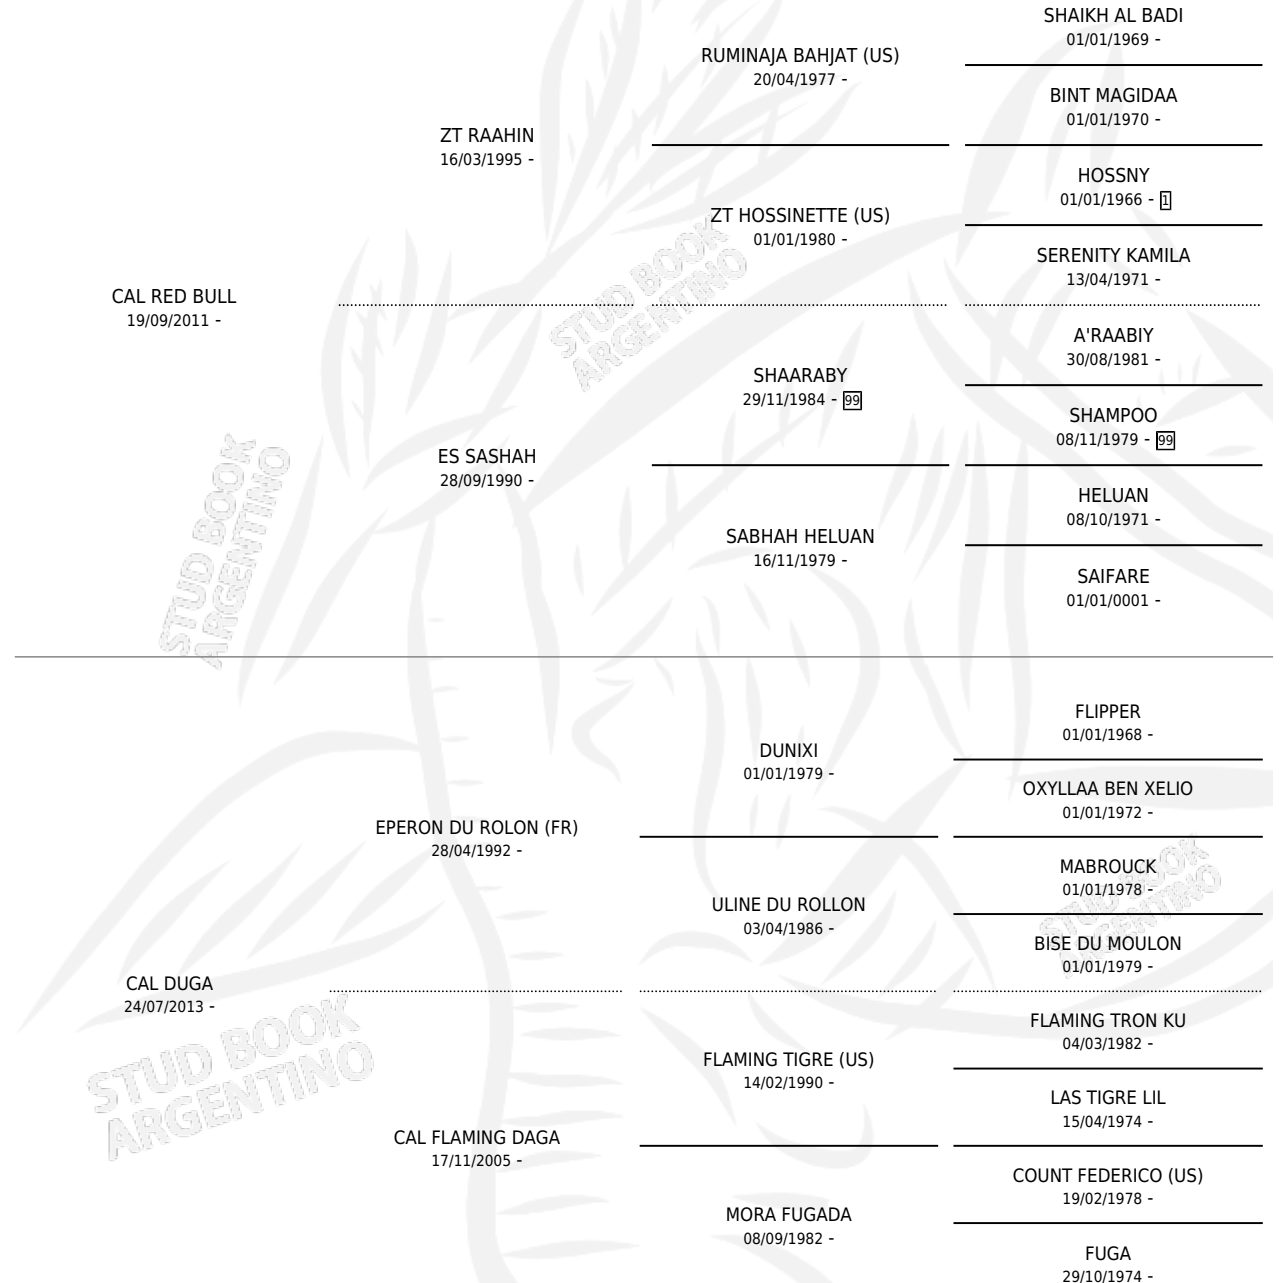 SHAIKH AL BADI
01/01/1969 -
RUMINAJA BAHJAT (US)
20/04/1977 -
BINT MAGIDAA
01/01/1970 -
ZT RAAHIN
16/03/1995 -
HOSSNY
01/01/1966 - 1
ZT HOSSINETTE (US)
01/01/1980 -
SERENITY KAMILA
13/04/1971 -
CAL RED BULL
19/09/2011 -
STUD BOOK
ARGENTINO
A'RAABIY
30/08/1981 -
SHAARABY
29/11/1984 - 99
SHAMPOO
08/11/1979 - 99
ES SASHAH
28/09/1990 -
HELUAN
08/10/1971 -
SABHAH HELUAN
16/11/1979 -
SAIFARE
01/01/0001 -
STUD BOOK
ARGENTINO
FLIPPER
01/01/1968 -
DUNIXI
01/01/1979 -
OXYLLAA BEN XELIO
01/01/1972 -
EPERON DU ROLON (FR)
28/04/1992 -
MABROUCK
01/01/1978 -
ULINE DU ROLLON
03/04/1986 -
BISE DU MOULON
01/01/1979 -
STUD BOOK
ARGENTINO
CAL DUGA
24/07/2013 -
FLAMING TRON KU
04/03/1982 -
FLAMING TIGRE (US)
14/02/1990 -
LAS TIGRE LIL
15/04/1974 -
STUD BOOK
ARGENTINO
CAL FLAMING DAGA
17/11/2005 -
COUNT FEDERICO (US)
19/02/1978 -
MORA FUGADA
08/09/1982 -
FUGA
29/10/1974 -